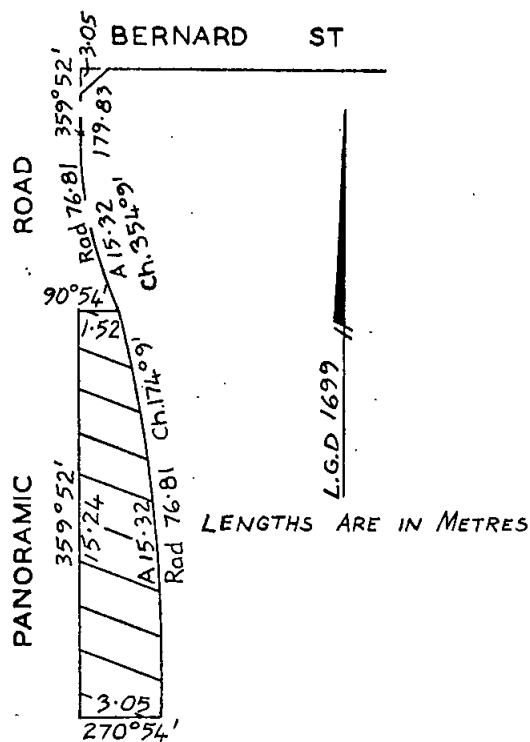 BERNARD ST
3·05
359°52'
179.83
ROAD
Rad 76·81
A 15·32
Ch. 354°9'
90°54'
1·52
Ch. 174°9'
L.G.D 1699
PANORAMIC
359°52'
15·24
A 15·32
Rad 76·81
LENGTHS ARE IN METRES
3·05
270°54'